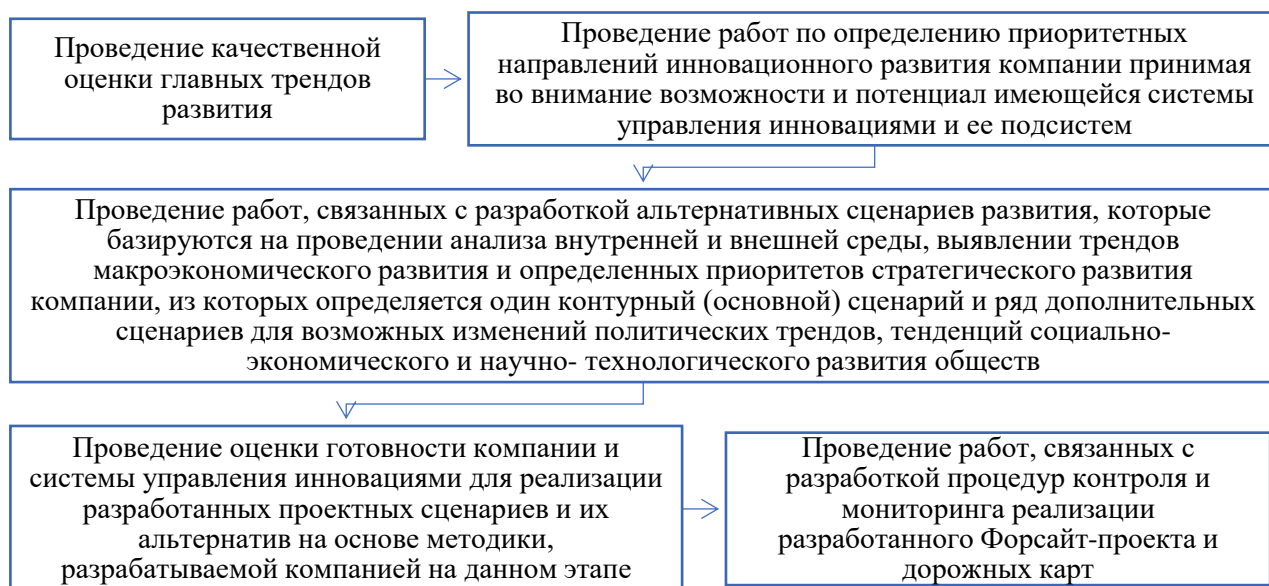 Проведение качественной
оценки главных трендов
развития
Проведение работ по определению приоритетных
направлений инновационного развития компании принимая
во внимание возможности и потенциал имеющейся системы
управления инновациями и ее подсистем
Проведение работ, связанных с разработкой альтернативных сценариев развития, которые
базируются на проведении анализа внутренней и внешней среды, выявлении трендов
макроэкономического развития и определенных приоритетов стратегического развития
компании, из которых определяется один контурный (основной) сценарий и ряд дополнительных
сценариев для возможных изменений политических трендов, тенденций социально-
экономического и научно- технологического развития обществ
Проведение оценки готовности компании и
системы управления инновациями для реализации
разработанных проектных сценариев и их
альтернатив на основе методики,
разрабатываемой компанией на данном этапе
Проведение работ, связанных с
разработкой процедур контроля и
мониторинга реализации
разработанного Форсайт-проекта и
дорожных карт